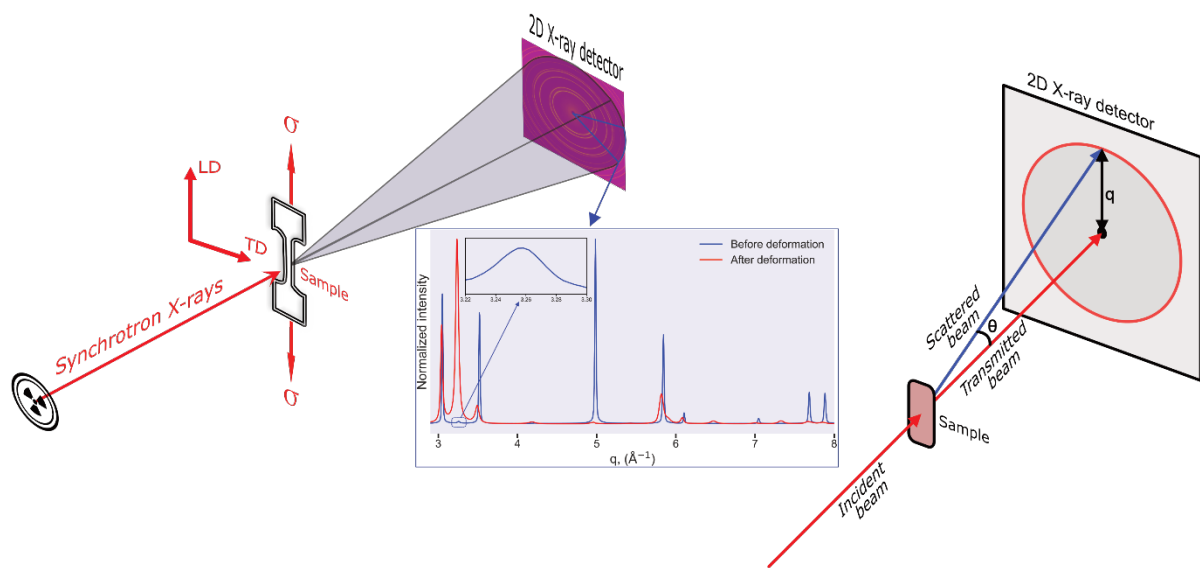 2D X-ray detector
σ
LD
TD
Sample
Synchrotron X-rays
σ
Normalized intensity
Before deformation
After deformation
3.22 3.24 3.26 3.28 3.30
3 4 5 6 7 8
q, (Å⁻¹)
2D X-ray detector
q
Scattered
beam
θ
Transmitted
beam
Sample
Incident
beam